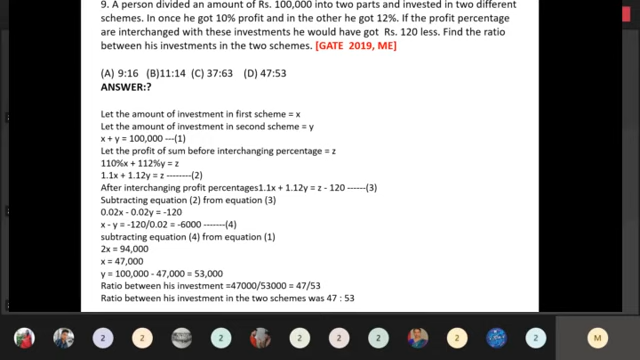 9. A person divided an amount of Rs. 100,000 into two parts and invested in two different
schemes. In once he got 10% profit and in the other he got 12%. If the profit percentage
are interchanged with these investments he would have got Rs. 120 less. Find the ratio
between his investments in the two schemes. [GATE 2019, ME]
(A) 9:16 (B)11:14 (C) 37:63 (D) 47:53
ANSWER:?
Let the amount of investment in first scheme = x
Let the amount of investment in second scheme = y
x + y = 100,000 ---(1)
Let the profit of sum before interchanging percentage = z
110%x + 112%y = z
1.1x + 1.12y = z --------(2)
After interchanging profit percentages1.1x + 1.12y = z - 120 ------(3)
Subtracting equation (2) from equation (3)
0.02x - 0.02y = -120
x - y = -120/0.02 = -6000 -------(4)
subtracting equation (4) from equation (1)
2x = 94,000
x = 47,000
y = 100,000 - 47,000 = 53,000
Ratio between his investment =47000/53000 = 47/53
Ratio between his investment in the two schemes was 47 : 53
2 2 2 2 2 2 2 M